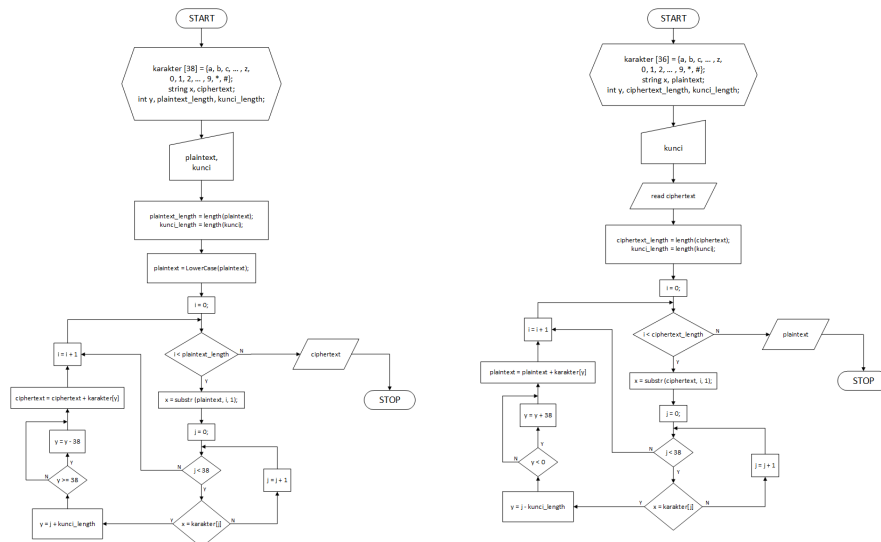 START
karakter [38] = {a, b, c, ... , z,
0, 1, 2, ... , 9, *, #};
string x, ciphertext;
int y, plaintext_length, kunci_length;
plaintext,
kunci
plaintext_length = length(plaintext);
kunci_length = length(kunci);
plaintext = LowerCase(plaintext);
i = 0;
i < plaintext_length
N
Y
ciphertext
STOP
i = i + 1
x = substr (plaintext, i, 1);
ciphertext = ciphertext + karakter[y]
j = 0;
y = y - 38
j < 38
N
Y
j = j + 1
y >= 38
N
Y
y = j + kunci_length
Y
x = karakter[j]
N
START
karakter [36] = {a, b, c, ... , z,
0, 1, 2, ... , 9, *, #};
string x, plaintext;
int y, ciphertext_length, kunci_length;
kunci
read ciphertext
ciphertext_length = length(ciphertext);
kunci_length = length(kunci);
i = 0;
i = i + 1
i < ciphertext_length
N
Y
plaintext
STOP
plaintext = plaintext + karakter[y]
x = substr (ciphertext, i, 1);
j = 0;
y = y + 38
j < 38
N
Y
y < 0
N
Y
j = j + 1
y = j - kunci_length
Y
x = karakter[j]
N